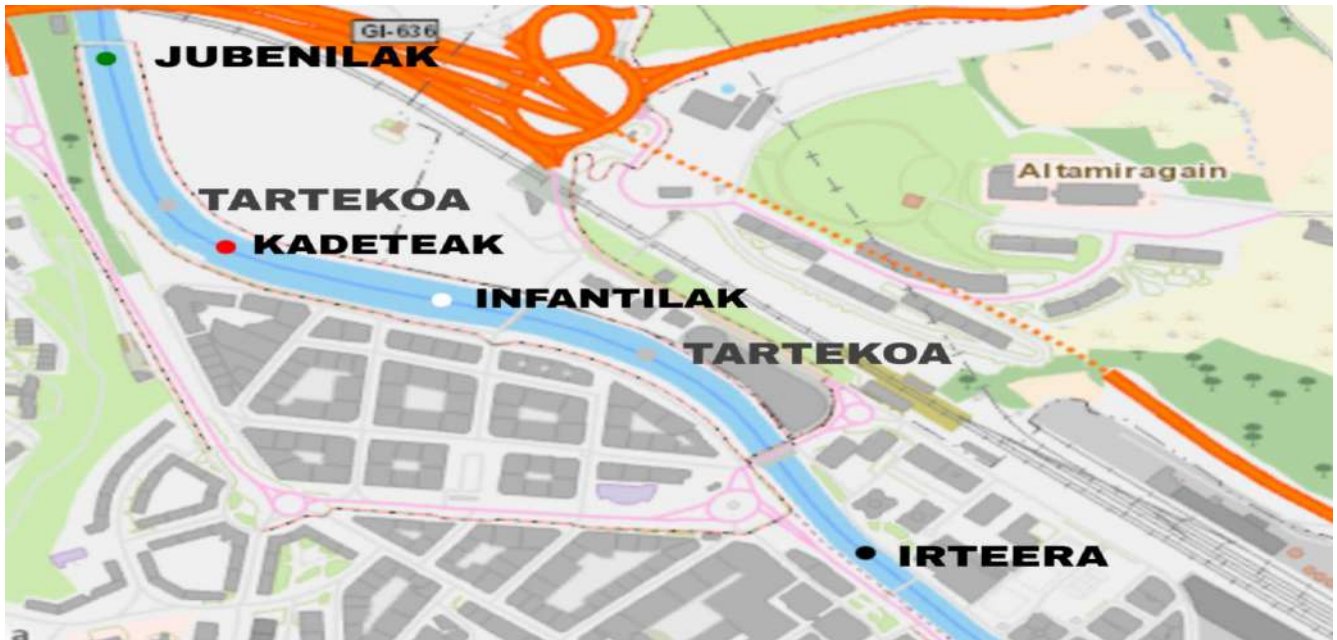 GI-636
JUBENILAK
Altamiragain
TARTEKOA
KADETEAK
INFANTILAK
TARTEKOA
IRTEERA